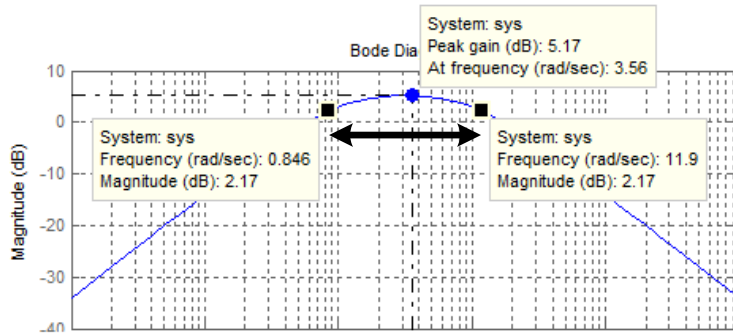 System: sys
Peak gain (dB): 5.17
At frequency (rad/sec): 3.56
Bode Dia
10
0
-10
-20
-30
-40
Magnitude (dB)
System: sys
Frequency (rad/sec): 0.846
Magnitude (dB): 2.17
System: sys
Frequency (rad/sec): 11.9
Magnitude (dB): 2.17